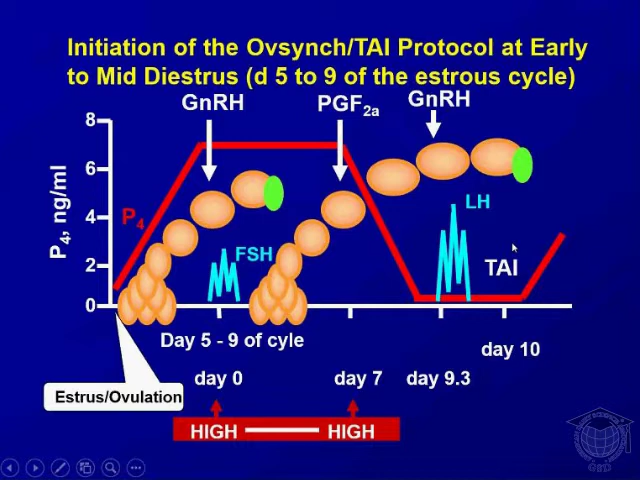 Initiation of the Ovsynch/TAI Protocol at Early
to Mid Diestrus (d 5 to 9 of the estrous cycle)
GnRH
PGF2a
GnRH
8
6
4
2
0
P4, ng/ml
P4
FSH
LH
TAI
Day 5 - 9 of cyle
day 10
day 0
day 7
day 9.3
Estrus/Ovulation
HIGH
HIGH